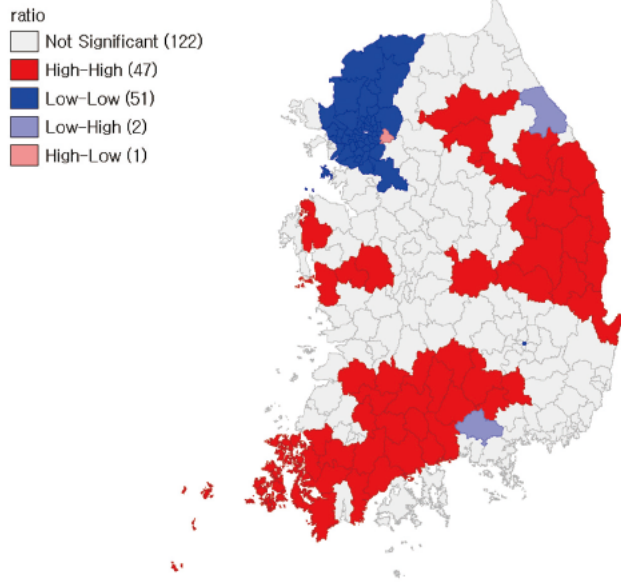 ratio
Not Significant (122)
High-High (47)
Low-Low (51)
Low-High (2)
High-Low (1)